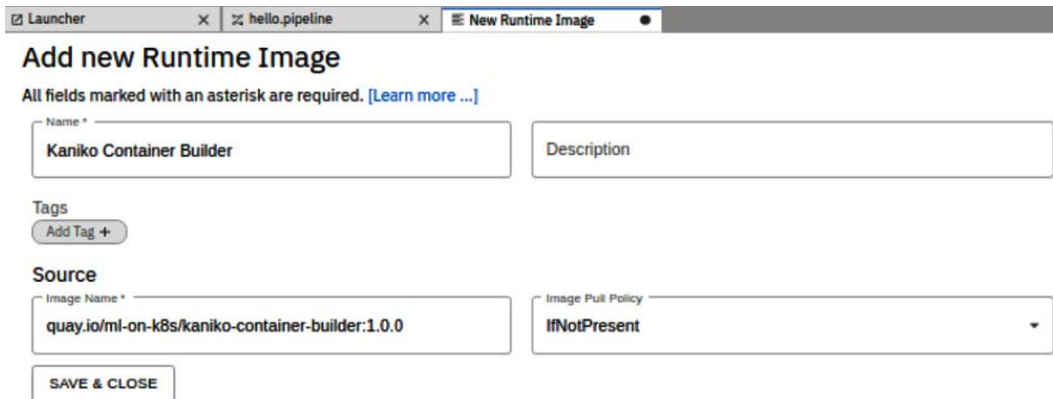 Launcher X hello.pipeline X New Runtime Image
Add new Runtime Image
All fields marked with an asterisk are required. [Learn more ...]
Name *
Kaniko Container Builder
Description
Tags
Add Tag +
Source
Image Name * Image Pull Policy
quay.io/ml-on-k8s/kaniko-container-builder:1.0.0 IfNotPresent
SAVE & CLOSE